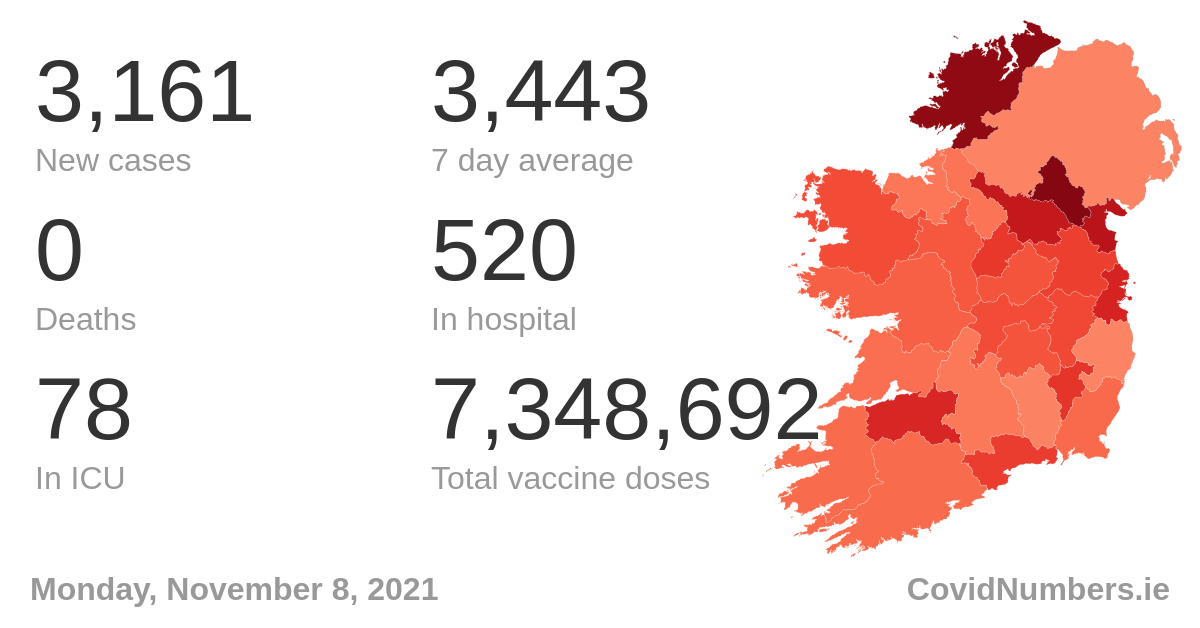 3,161
New cases
3,443
7 day average
0
Deaths
520
In hospital
78
In ICU
7,348,692
Total vaccine doses
Monday, November 8, 2021
CovidNumbers.ie